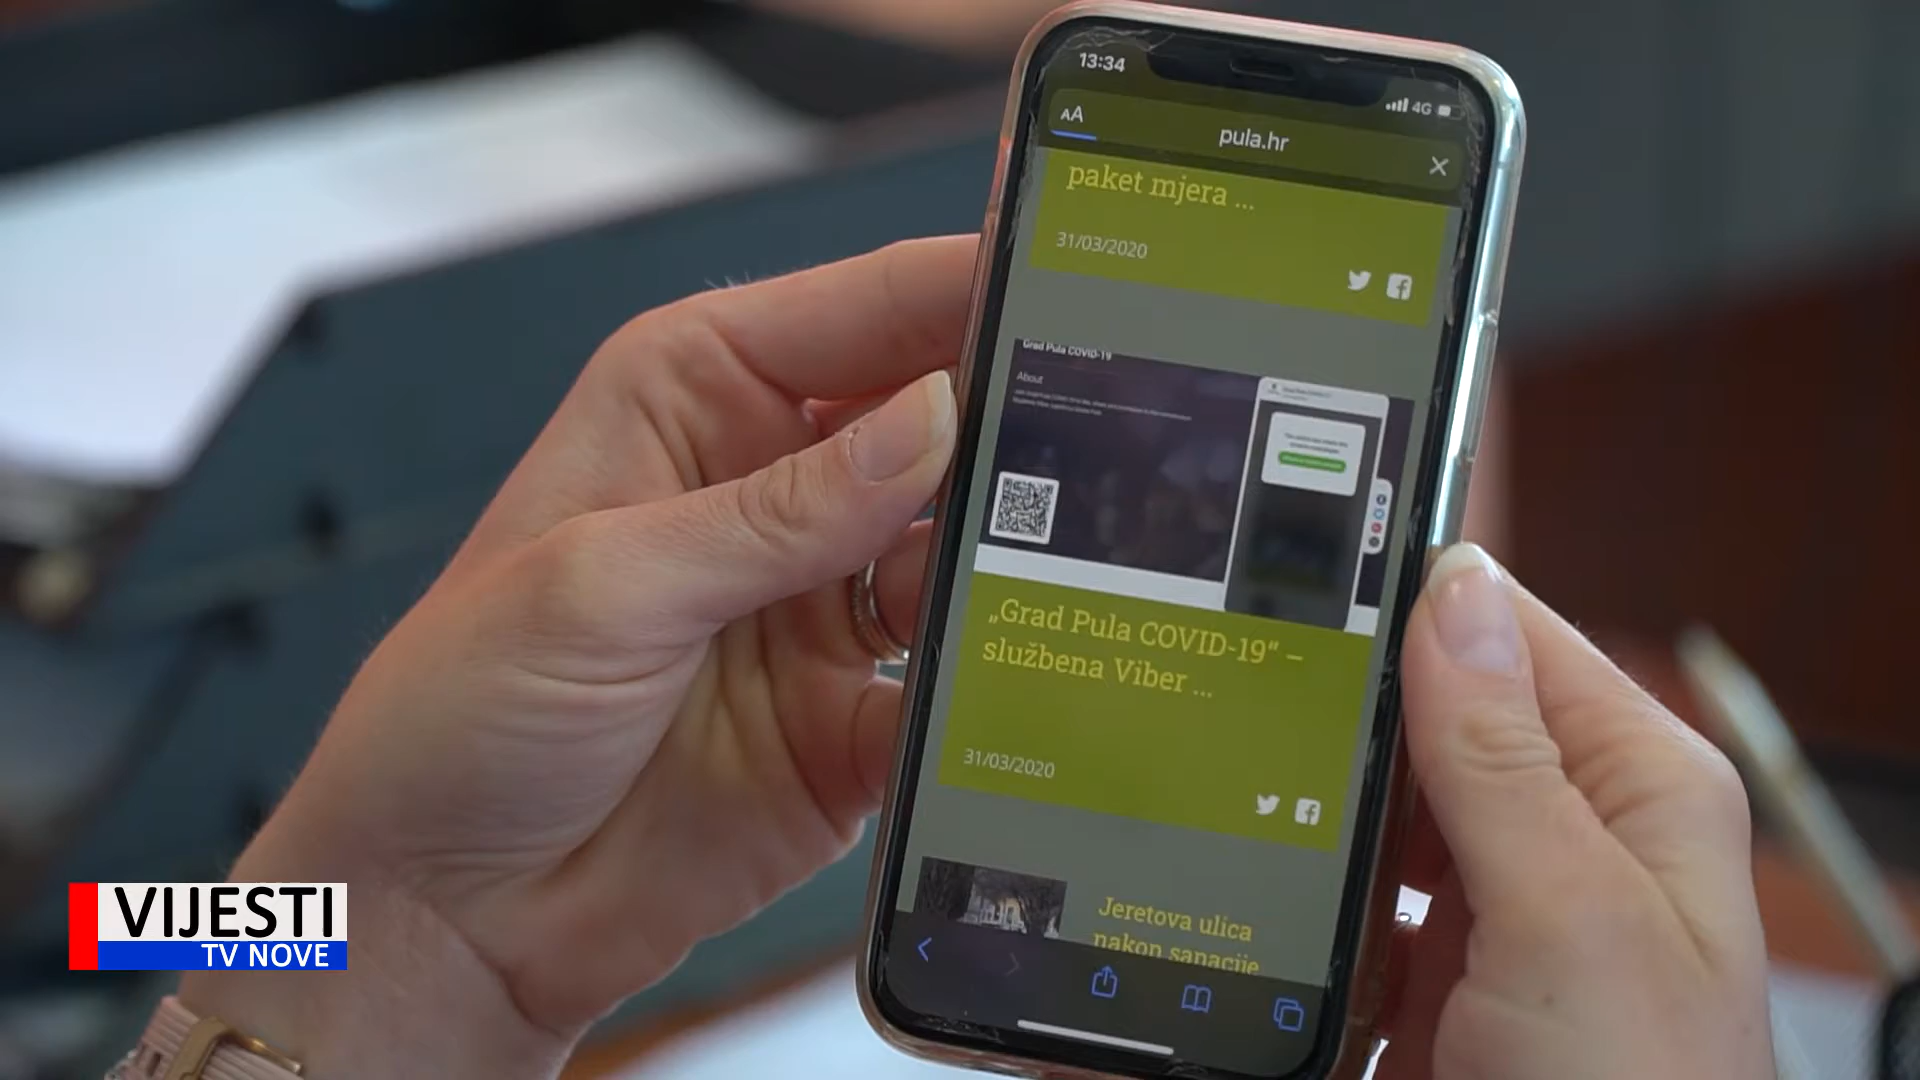 13:34
4G
AA
pula.hr
paket mjera ...
31/03/2020
Grad Pula COVID-19
About
„Grad Pula COVID-19“ –
službena Viber ...
31/03/2020
Jeretova ulica
nakon sanacije
VIJESTI
TV NOVE